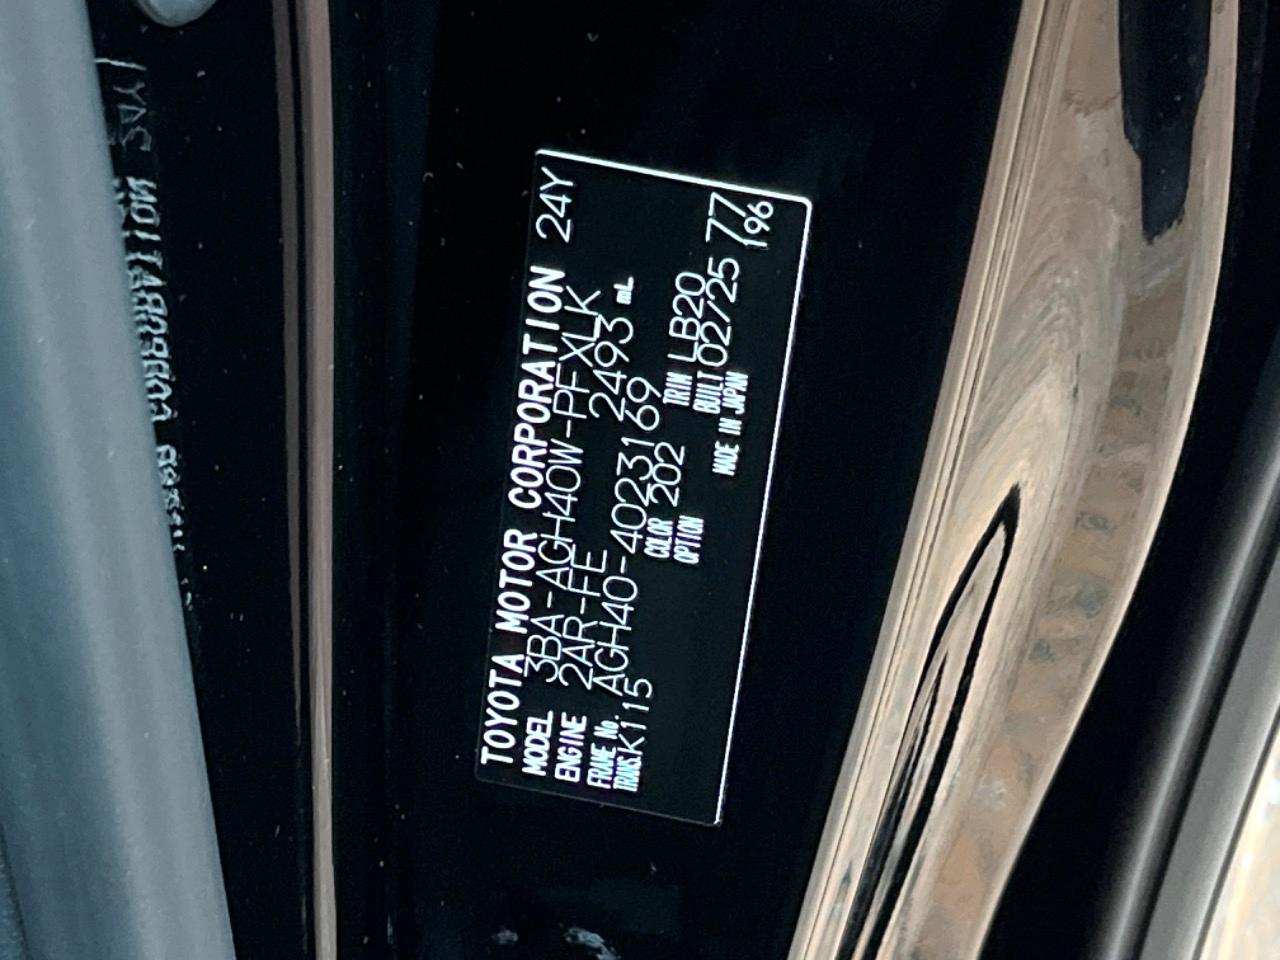 TOYOTA MOTOR CORPORATION 24Y
MODEL 3BA-AGH40W-PFXLK
ENGINE 2AR-FE 2493 mL
FRAME No. AGH40-4023169
TRANS. K115 COLOR 202 TRIM LB20
OPTION BUILT 02/25 77
MADE IN JAPAN 196